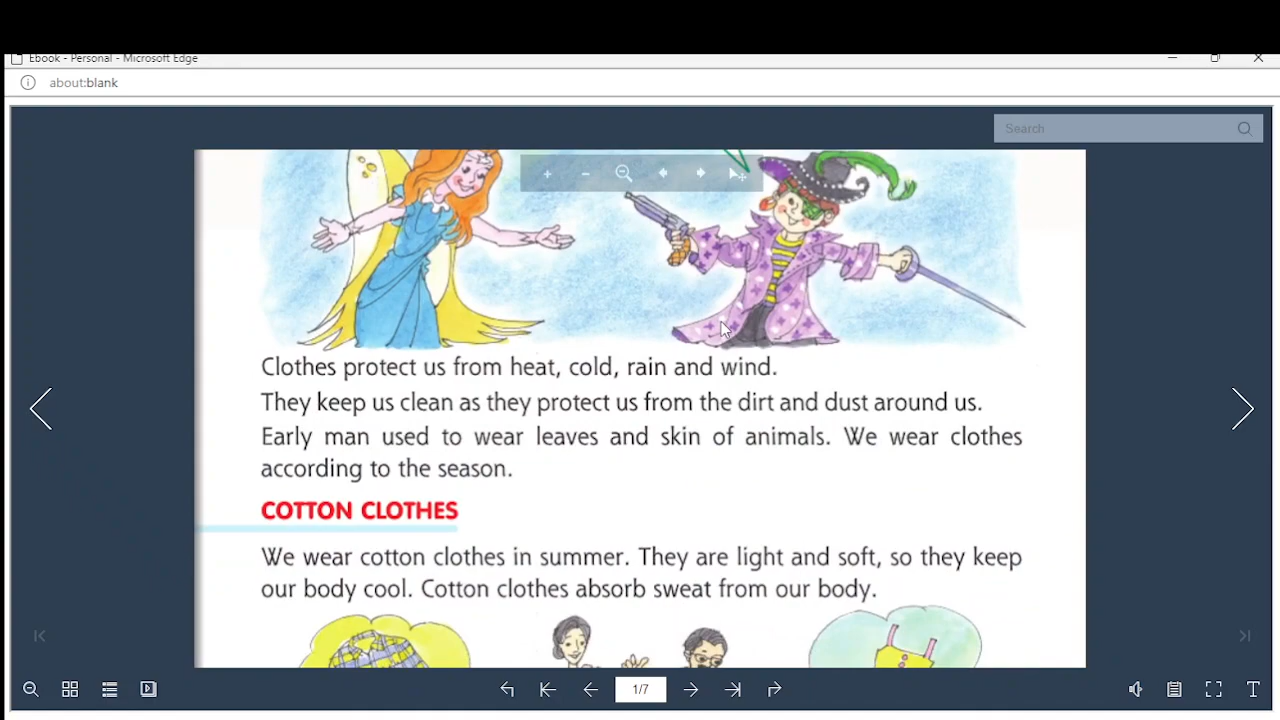 Ebook - Personal - Microsoft Edge
about:blank
Search
Clothes protect us from heat, cold, rain and wind.
They keep us clean as they protect us from the dirt and dust around us.
Early man used to wear leaves and skin of animals. We wear clothes
according to the season.
COTTON CLOTHES
We wear cotton clothes in summer. They are light and soft, so they keep
our body cool. Cotton clothes absorb sweat from our body.
1/7